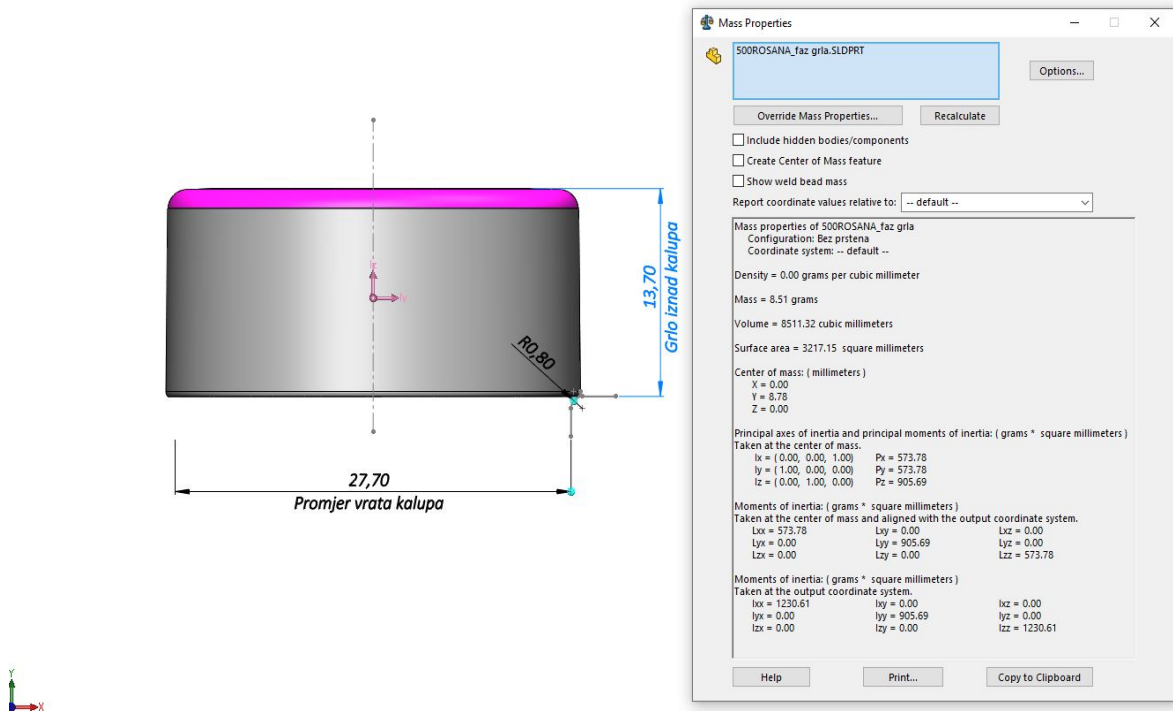 13,70
Grlo iznad kalupa
R0,80
27,70
Promjer vrata kalupa
Y
X
Mass Properties
500ROSANA_faz grla.SLDPRT
Options...
Override Mass Properties...
Recalculate
Include hidden bodies/components
Create Center of Mass feature
Show weld bead mass
Report coordinate values relative to: -- default --
Mass properties of 500ROSANA_faz grla
Configuration: Bez prstena
Coordinate system: -- default --
Density = 0.00 grams per cubic millimeter
Mass = 8.51 grams
Volume = 8511.32 cubic millimeters
Surface area = 3217.15 square millimeters
Center of mass: ( millimeters )
X = 0.00
Y = 8.78
Z = 0.00
Principal axes of inertia and principal moments of inertia: ( grams * square millimeters )
Taken at the center of mass.
Ix = ( 0.00, 0.00, 1.00) Px = 573.78
Iy = ( 1.00, 0.00, 0.00) Py = 573.78
Iz = ( 0.00, 1.00, 0.00) Pz = 905.69
Moments of inertia: ( grams * square millimeters )
Taken at the center of mass and aligned with the output coordinate system.
Lxx = 573.78 Lxy = 0.00 Lxz = 0.00
Lyx = 0.00 Lyy = 905.69 Lyz = 0.00
Lzx = 0.00 Lzy = 0.00 Lzz = 573.78
Moments of inertia: ( grams * square millimeters )
Taken at the output coordinate system.
Ixx = 1230.61 Ixy = 0.00 Ixz = 0.00
Iyx = 0.00 Iyy = 905.69 Iyz = 0.00
Izx = 0.00 Izy = 0.00 Izz = 1230.61
Help
Print...
Copy to Clipboard